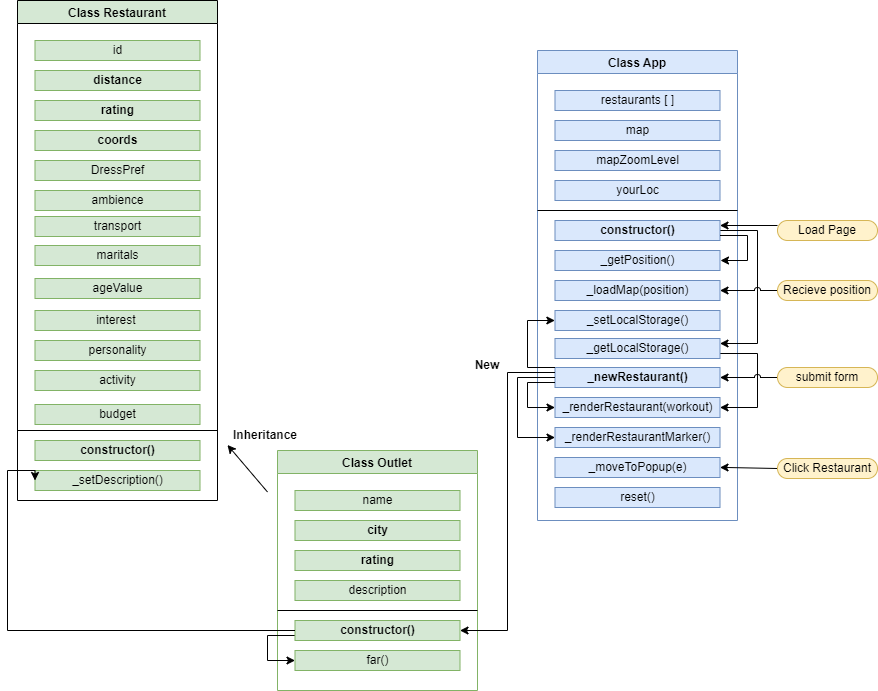 Class Restaurant
id
distance
rating
coords
DressPref
ambience
transport
maritals
ageValue
interest
personality
activity
budget
constructor()
_setDescription()
Inheritance
Class Outlet
name
city
rating
description
constructor()
far()
New
Class App
restaurants [ ]
map
mapZoomLevel
yourLoc
constructor()
_getPosition()
_loadMap(position)
_setLocalStorage()
_getLocalStorage()
_newRestaurant()
_renderRestaurant(workout)
_renderRestaurantMarker()
_moveToPopup(e)
reset()
Load Page
Recieve position
submit form
Click Restaurant